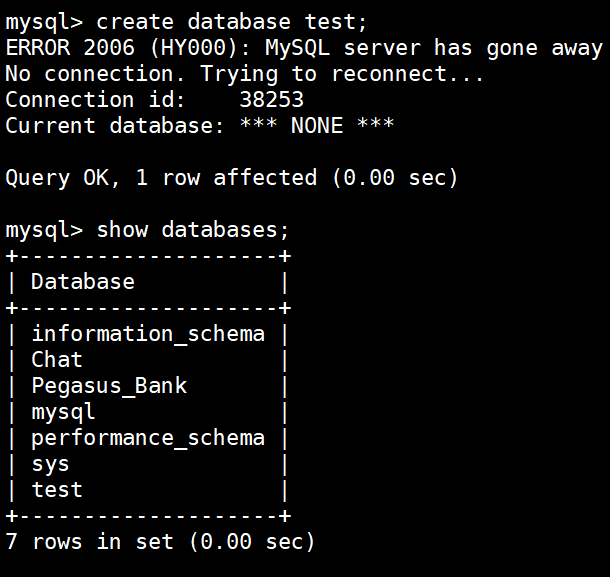 mysql> create database test;
ERROR 2006 (HY000): MySQL server has gone away
No connection. Trying to reconnect...
Connection id:    38253
Current database: *** NONE ***

Query OK, 1 row affected (0.00 sec)

mysql> show databases;
+--------------------+
| Database           |
+--------------------+
| information_schema |
| Chat               |
| Pegasus_Bank       |
| mysql              |
| performance_schema |
| sys                |
| test               |
+--------------------+
7 rows in set (0.00 sec)